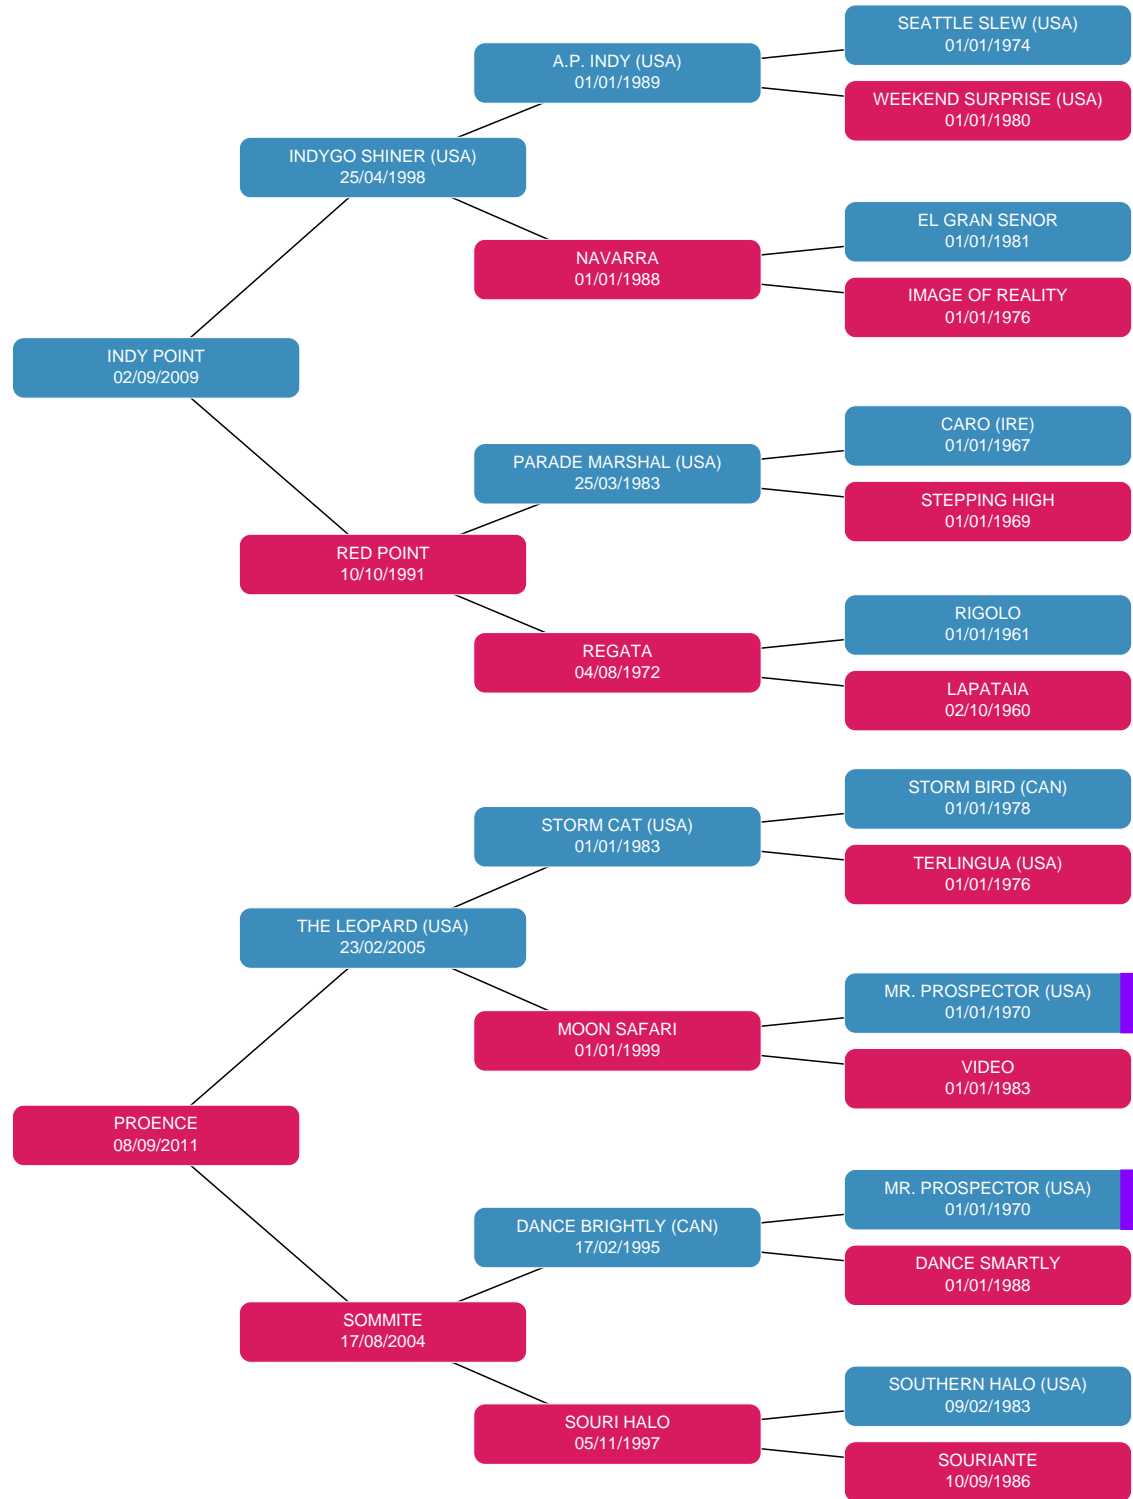 SEATTLE SLEW (USA)
01/01/1974
A.P. INDY (USA)
01/01/1989
WEEKEND SURPRISE (USA)
01/01/1980
INDYGO SHINER (USA)
25/04/1998
EL GRAN SENOR
01/01/1981
NAVARRA
01/01/1988
IMAGE OF REALITY
01/01/1976
INDY POINT
02/09/2009
CARO (IRE)
01/01/1967
PARADE MARSHAL (USA)
25/03/1983
STEPPING HIGH
01/01/1969
RED POINT
10/10/1991
RIGOLO
01/01/1961
REGATA
04/08/1972
LAPATAIA
02/10/1960
STORM BIRD (CAN)
01/01/1978
STORM CAT (USA)
01/01/1983
TERLINGUA (USA)
01/01/1976
THE LEOPARD (USA)
23/02/2005
MR. PROSPECTOR (USA)
01/01/1970
MOON SAFARI
01/01/1999
VIDEO
01/01/1983
PROENCE
08/09/2011
MR. PROSPECTOR (USA)
01/01/1970
DANCE BRIGHTLY (CAN)
17/02/1995
DANCE SMARTLY
01/01/1988
SOMMITE
17/08/2004
SOUTHERN HALO (USA)
09/02/1983
SOURI HALO
05/11/1997
SOURIANTE
10/09/1986